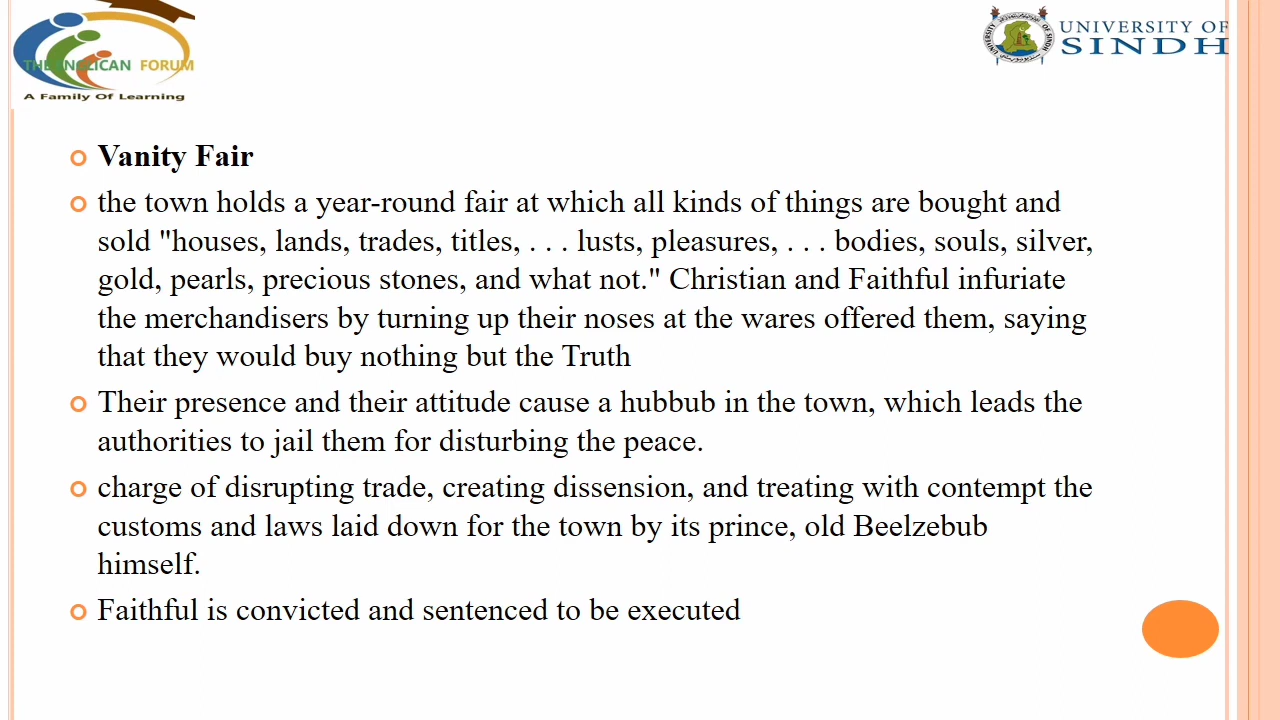 THE ANGLICAN FORUM
A Family Of Learning
UNIVERSITY OF
SINDH
Vanity Fair
the town holds a year-round fair at which all kinds of things are bought and
sold "houses, lands, trades, titles, . . . lusts, pleasures, . . . bodies, souls, silver,
gold, pearls, precious stones, and what not." Christian and Faithful infuriate
the merchandisers by turning up their noses at the wares offered them, saying
that they would buy nothing but the Truth
Their presence and their attitude cause a hubbub in the town, which leads the
authorities to jail them for disturbing the peace.
charge of disrupting trade, creating dissension, and treating with contempt the
customs and laws laid down for the town by its prince, old Beelzebub
himself.
Faithful is convicted and sentenced to be executed